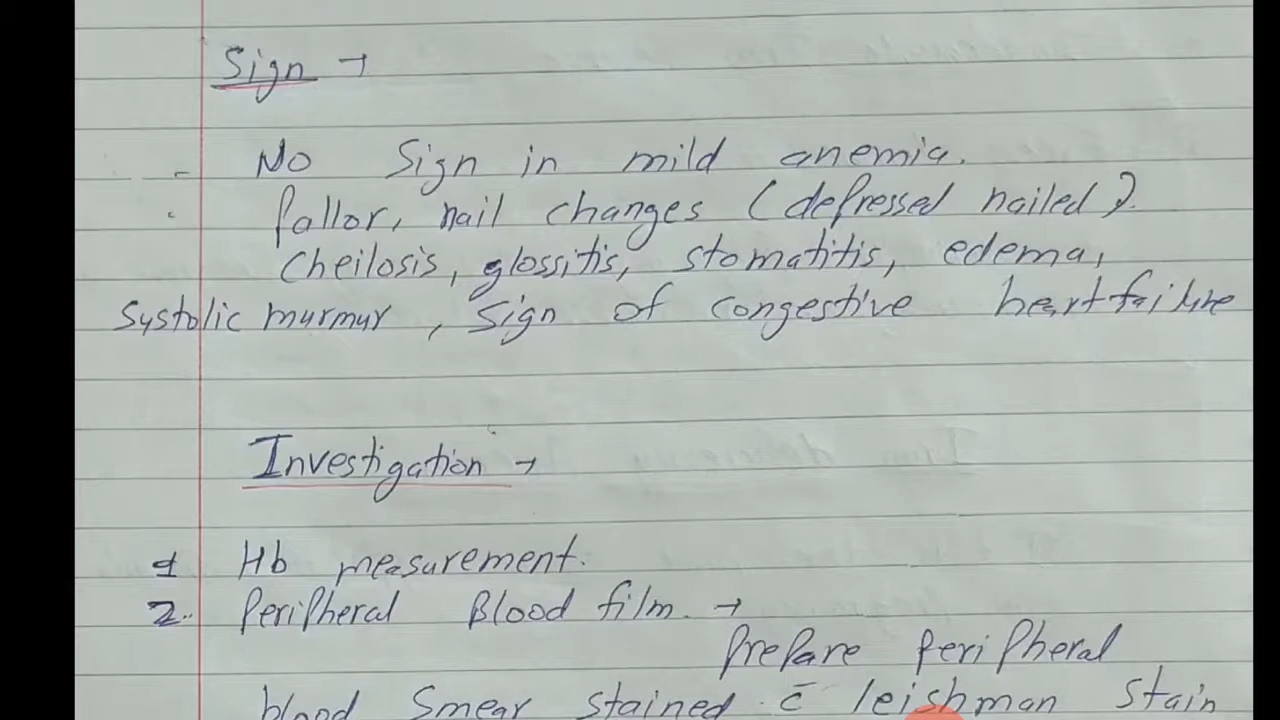 Sign →
- No Sign in mild anemia.
Pallor, nail changes (depressed nailed).
Cheilosis, glossitis, stomatitis, edema,
Systolic murmur, Sign of congestive heart failure
Investigation →
1 Hb measurement.
2. Peripheral Blood film. →
Prepare peripheral
blood smear stained c̄ leishman stain